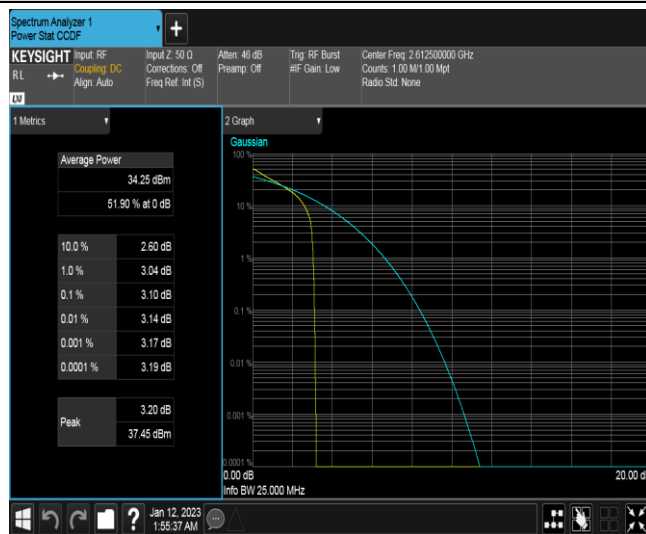 Spectrum Analyzer 1
Power Stat CCDF
+
KEYSIGHT
RL
LXI
Input: RF
Coupling: DC
Align: Auto
Input Z: 50 Ω
Corrections: Off
Freq Ref: Int (S)
Atten: 46 dB
Preamp: Off
Trig: RF Burst
#IF Gain: Low
Center Freq: 2.612500000 GHz
Counts: 1.00 M/1.00 Mpt
Radio Std: None
1 Metrics
Average Power
34.25 dBm
51.90 % at 0 dB
10.0 % 2.60 dB
1.0 % 3.04 dB
0.1 % 3.10 dB
0.01 % 3.14 dB
0.001 % 3.17 dB
0.0001 % 3.19 dB
Peak
3.20 dB
37.45 dBm
2 Graph
Gaussian
100 %
10 %
1 %
0.1 %
0.01 %
0.001 %
0.0001 %
0.00 dB
20.00 d
Info BW 25.000 MHz
?
Jan 12, 2023
1:55:37 AM